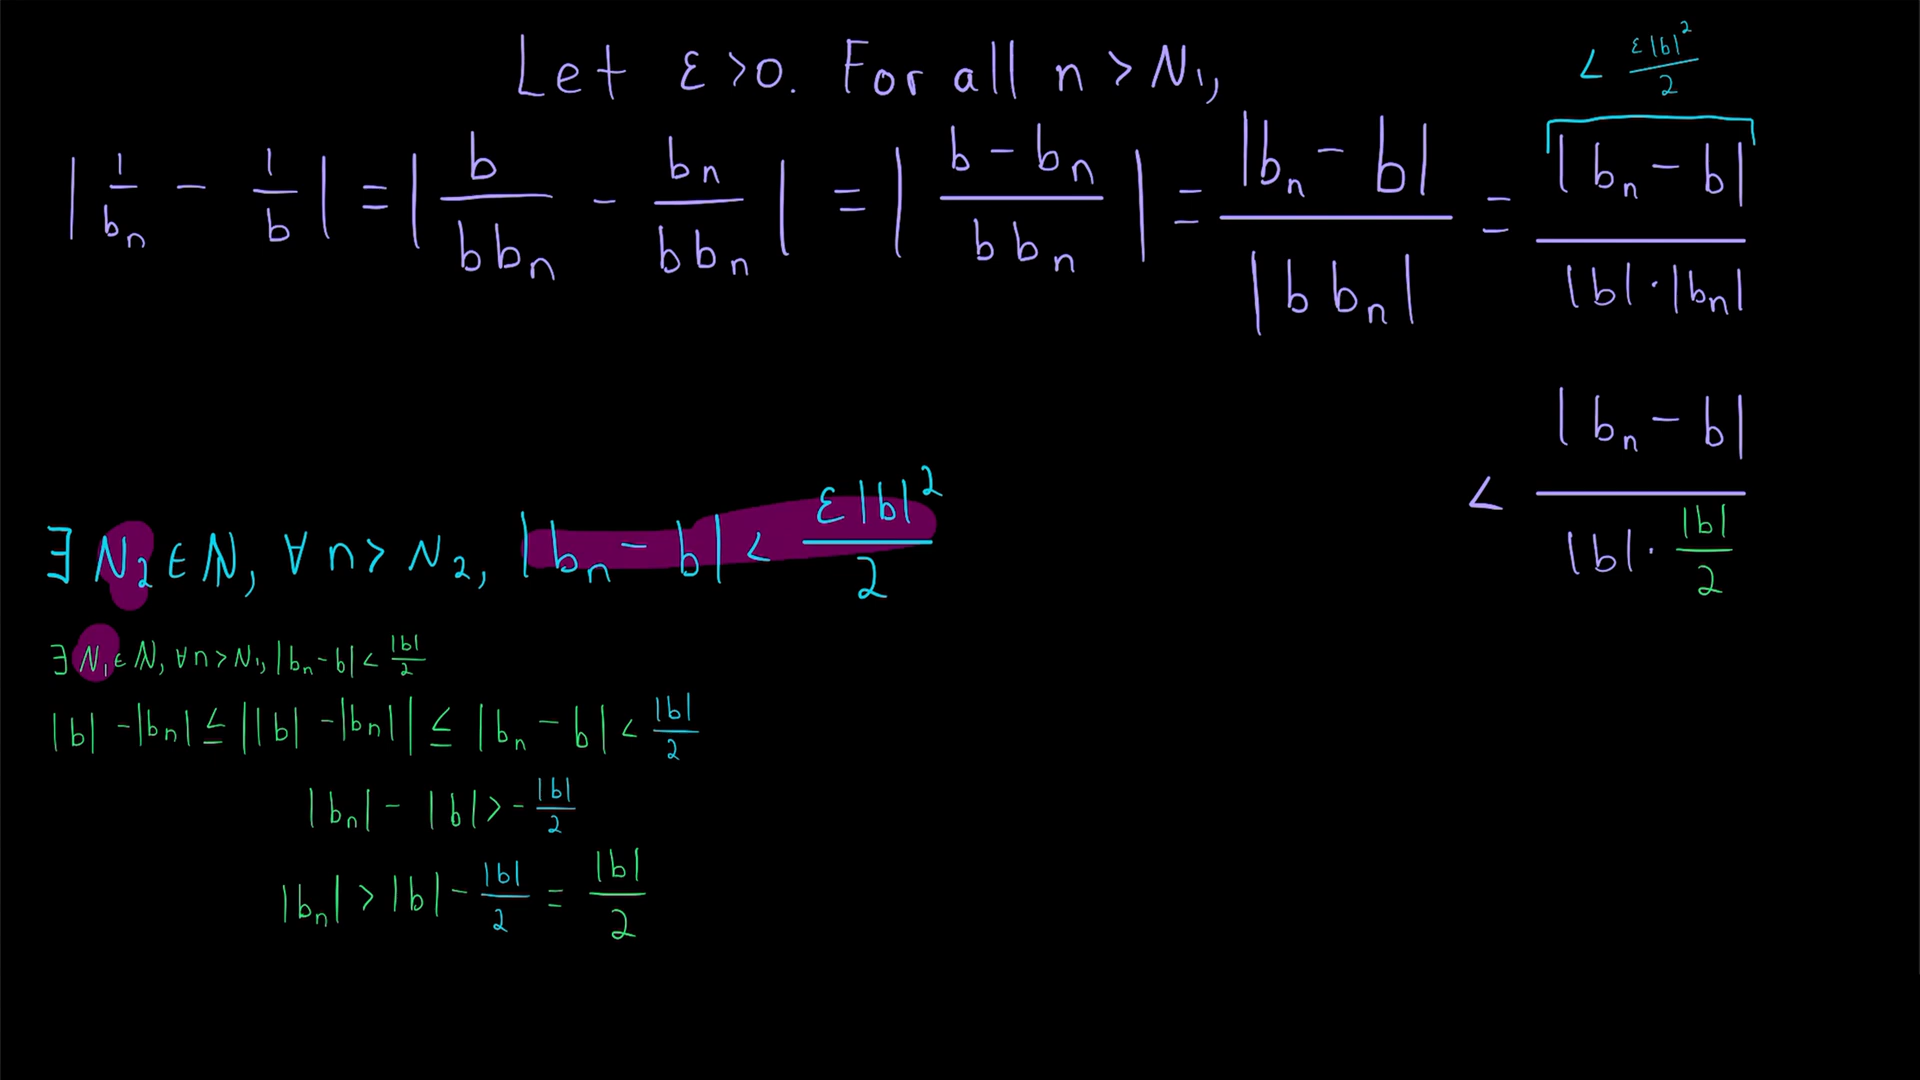 Let ε > 0. For all n > N₁,
< ε|b|²/2
|1/bₙ − 1/b| = |b/bbₙ − bₙ/bbₙ| = |(b − bₙ)/bbₙ| = |bₙ − b|/|b bₙ| = |bₙ − b|/(|b|·|bₙ|)
< |bₙ − b|/(|b|·|b|/2)
∃ N₂ ∈ ℕ, ∀ n > N₂, |bₙ − b| < ε|b|²/2
∃ N₁ ∈ ℕ, ∀ n > N₁, |bₙ − b| < |b|/2
|b| − |bₙ| ≤ ||b| − |bₙ|| ≤ |bₙ − b| < |b|/2
|bₙ| − |b| > −|b|/2
|bₙ| > |b| − |b|/2 = |b|/2